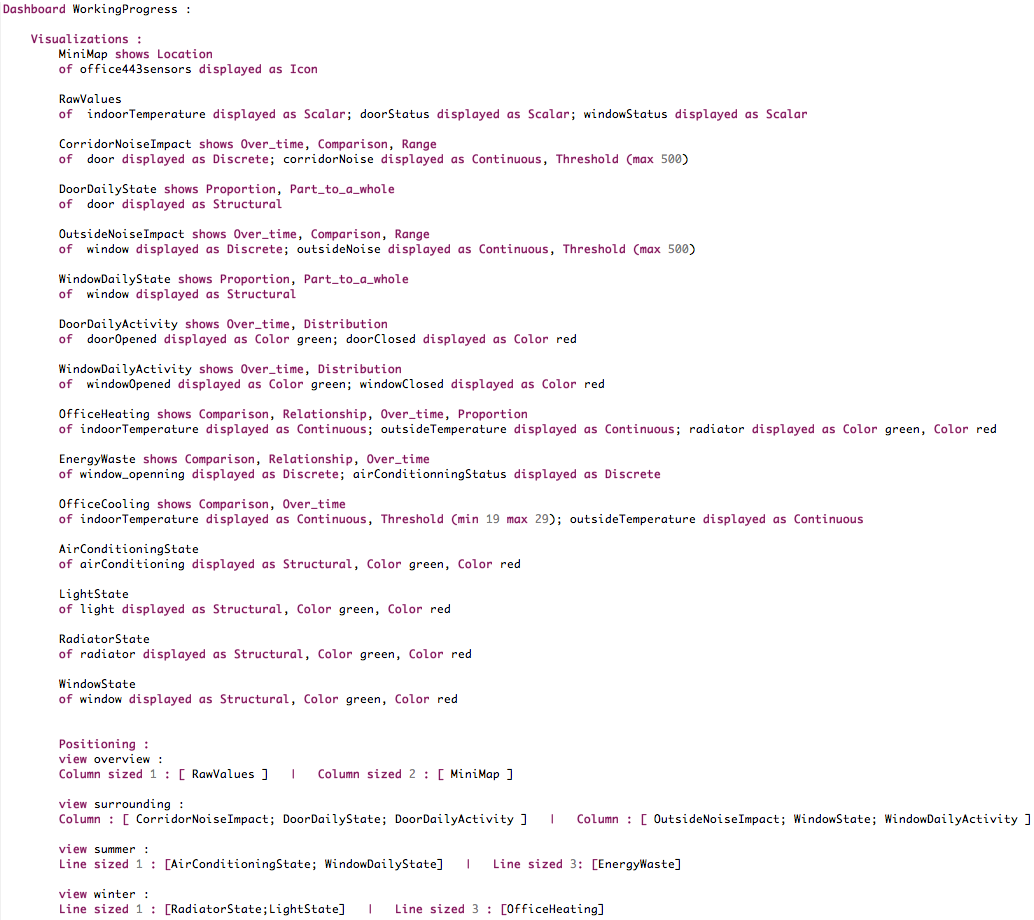 Dashboard WorkingProgress :
Visualizations :
MiniMap shows Location
of office443sensors displayed as Icon
RawValues
of indoorTemperature displayed as Scalar; doorStatus displayed as Scalar; windowStatus displayed as Scalar
CorridorNoiseImpact shows Over_time, Comparison, Range
of door displayed as Discrete; corridorNoise displayed as Continuous, Threshold (max 500)
DoorDailyState shows Proportion, Part_to_a_whole
of door displayed as Structural
OutsideNoiseImpact shows Over_time, Comparison, Range
of window displayed as Discrete; outsideNoise displayed as Continuous, Threshold (max 500)
WindowDailyState shows Proportion, Part_to_a_whole
of window displayed as Structural
DoorDailyActivity shows Over_time, Distribution
of doorOpened displayed as Color green; doorClosed displayed as Color red
WindowDailyActivity shows Over_time, Distribution
of windowOpened displayed as Color green; windowClosed displayed as Color red
OfficeHeating shows Comparison, Relationship, Over_time, Proportion
of indoorTemperature displayed as Continuous; outsideTemperature displayed as Continuous; radiator displayed as Color green, Color red
EnergyWaste shows Comparison, Relationship, Over_time
of window_openning displayed as Discrete; airConditionningStatus displayed as Discrete
OfficeCooling shows Comparison, Over_time
of indoorTemperature displayed as Continuous, Threshold (min 19 max 29); outsideTemperature displayed as Continuous
AirConditioningState
of airConditioning displayed as Structural, Color green, Color red
LightState
of light displayed as Structural, Color green, Color red
RadiatorState
of radiator displayed as Structural, Color green, Color red
WindowState
of window displayed as Structural, Color green, Color red
Positioning :
view overview :
Column sized 1 : [ RawValues ] | Column sized 2 : [ MiniMap ]
view surrounding :
Column : [ CorridorNoiseImpact; DoorDailyState; DoorDailyActivity ] | Column : [ OutsideNoiseImpact; WindowState; WindowDailyActivity ]
view summer :
Line sized 1 : [AirConditioningState; WindowDailyState] | Line sized 3: [EnergyWaste]
view winter :
Line sized 1 : [RadiatorState;LightState] | Line sized 3 : [OfficeHeating]